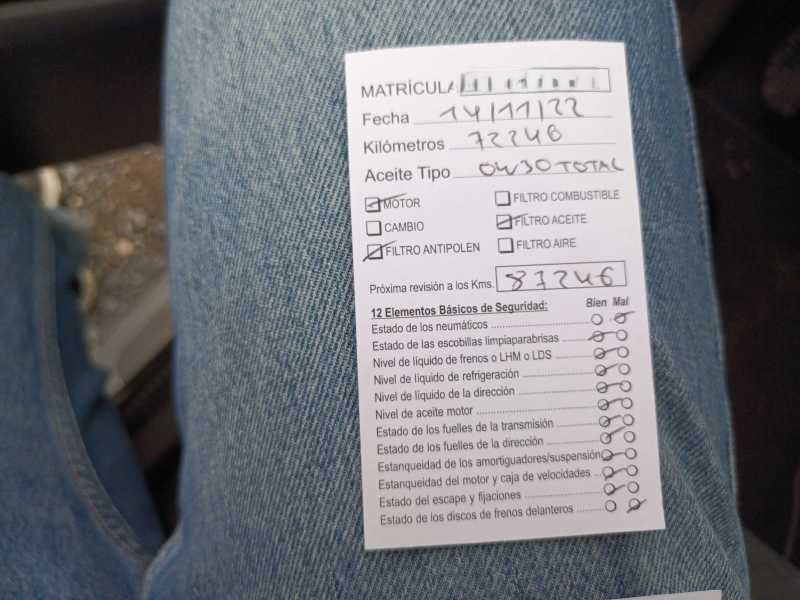 MATRÍCULA
Fecha 14/11/22
Kilómetros 72246
Aceite Tipo 0W30 TOTAL
MOTOR FILTRO COMBUSTIBLE
CAMBIO FILTRO ACEITE
FILTRO ANTIPOLEN FILTRO AIRE
Próxima revisión a los Kms. 87246
12 Elementos Básicos de Seguridad: Bien Mal
Estado de los neumáticos
Estado de las escobillas limpiaparabrisas
Nivel de líquido de frenos o LHM o LDS
Nivel de líquido de refrigeración
Nivel de líquido de la dirección
Nivel de aceite motor
Estado de los fuelles de la transmisión
Estado de los fuelles de la dirección
Estanqueidad de los amortiguadores/suspensión
Estanqueidad del motor y caja de velocidades
Estado del escape y fijaciones
Estado de los discos de frenos delanteros